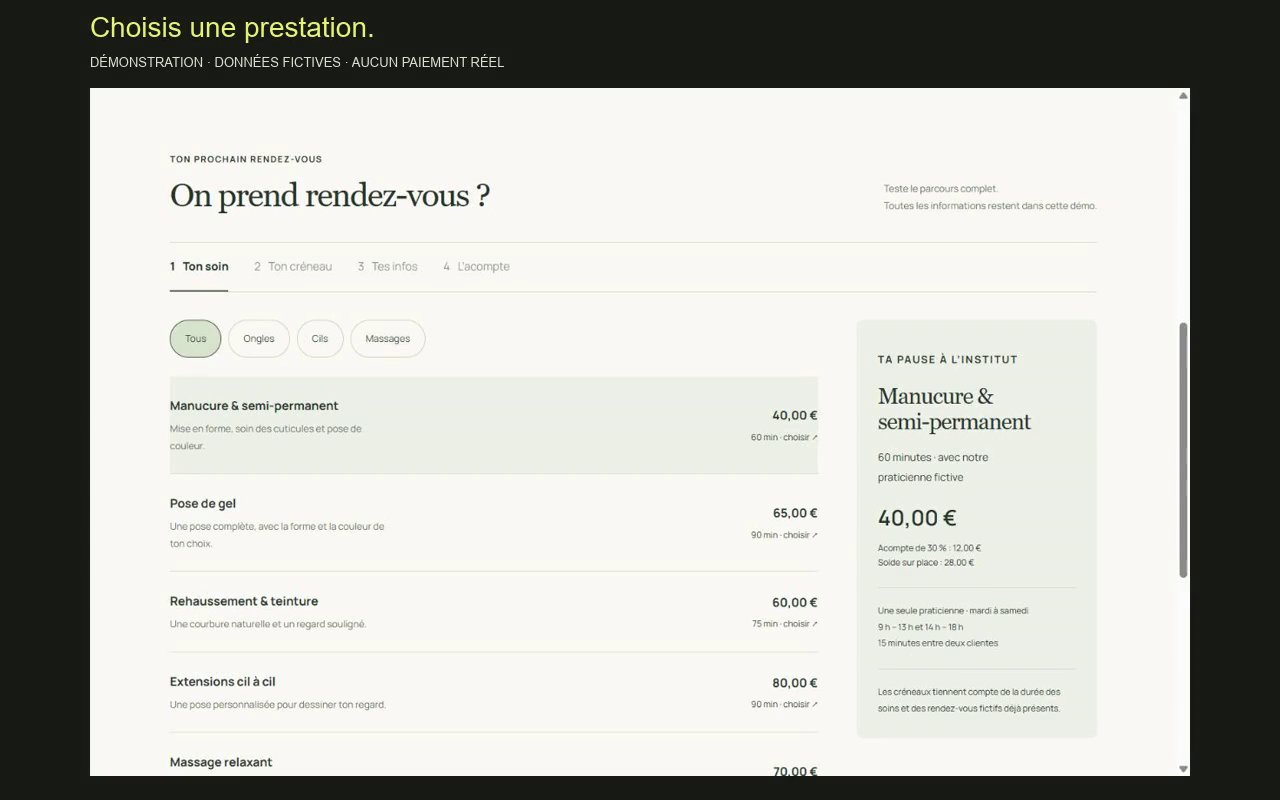 Choisis une prestation.
DÉMONSTRATION · DONNÉES FICTIVES · AUCUN PAIEMENT RÉEL
TON PROCHAIN RENDEZ-VOUS
On prend rendez-vous ?
Teste le parcours complet.
Toutes les informations restent dans cette démo.
1 Ton soin
2 Ton créneau
3 Tes infos
4 L'acompte
Tous
Ongles
Cils
Massages
Manucure & semi-permanent
Mise en forme, soin des cuticules et pose de
couleur.
40,00 €
60 min · choisir ↗
Pose de gel
Une pose complète, avec la forme et la couleur de
ton choix.
65,00 €
90 min · choisir ↗
Rehaussement & teinture
Une courbure naturelle et un regard souligné.
60,00 €
75 min · choisir ↗
Extensions cil à cil
Une pose personnalisée pour dessiner ton regard.
80,00 €
90 min · choisir ↗
Massage relaxant
70,00 €
TA PAUSE À L'INSTITUT
Manucure &
semi-permanent
60 minutes · avec notre
praticienne fictive
40,00 €
Acompte de 30 % : 12,00 €
Solde sur place : 28,00 €
Une seule praticienne · mardi à samedi
9 h – 13 h et 14 h – 18 h
15 minutes entre deux clientes
Les créneaux tiennent compte de la durée des
soins et des rendez-vous fictifs déjà présents.